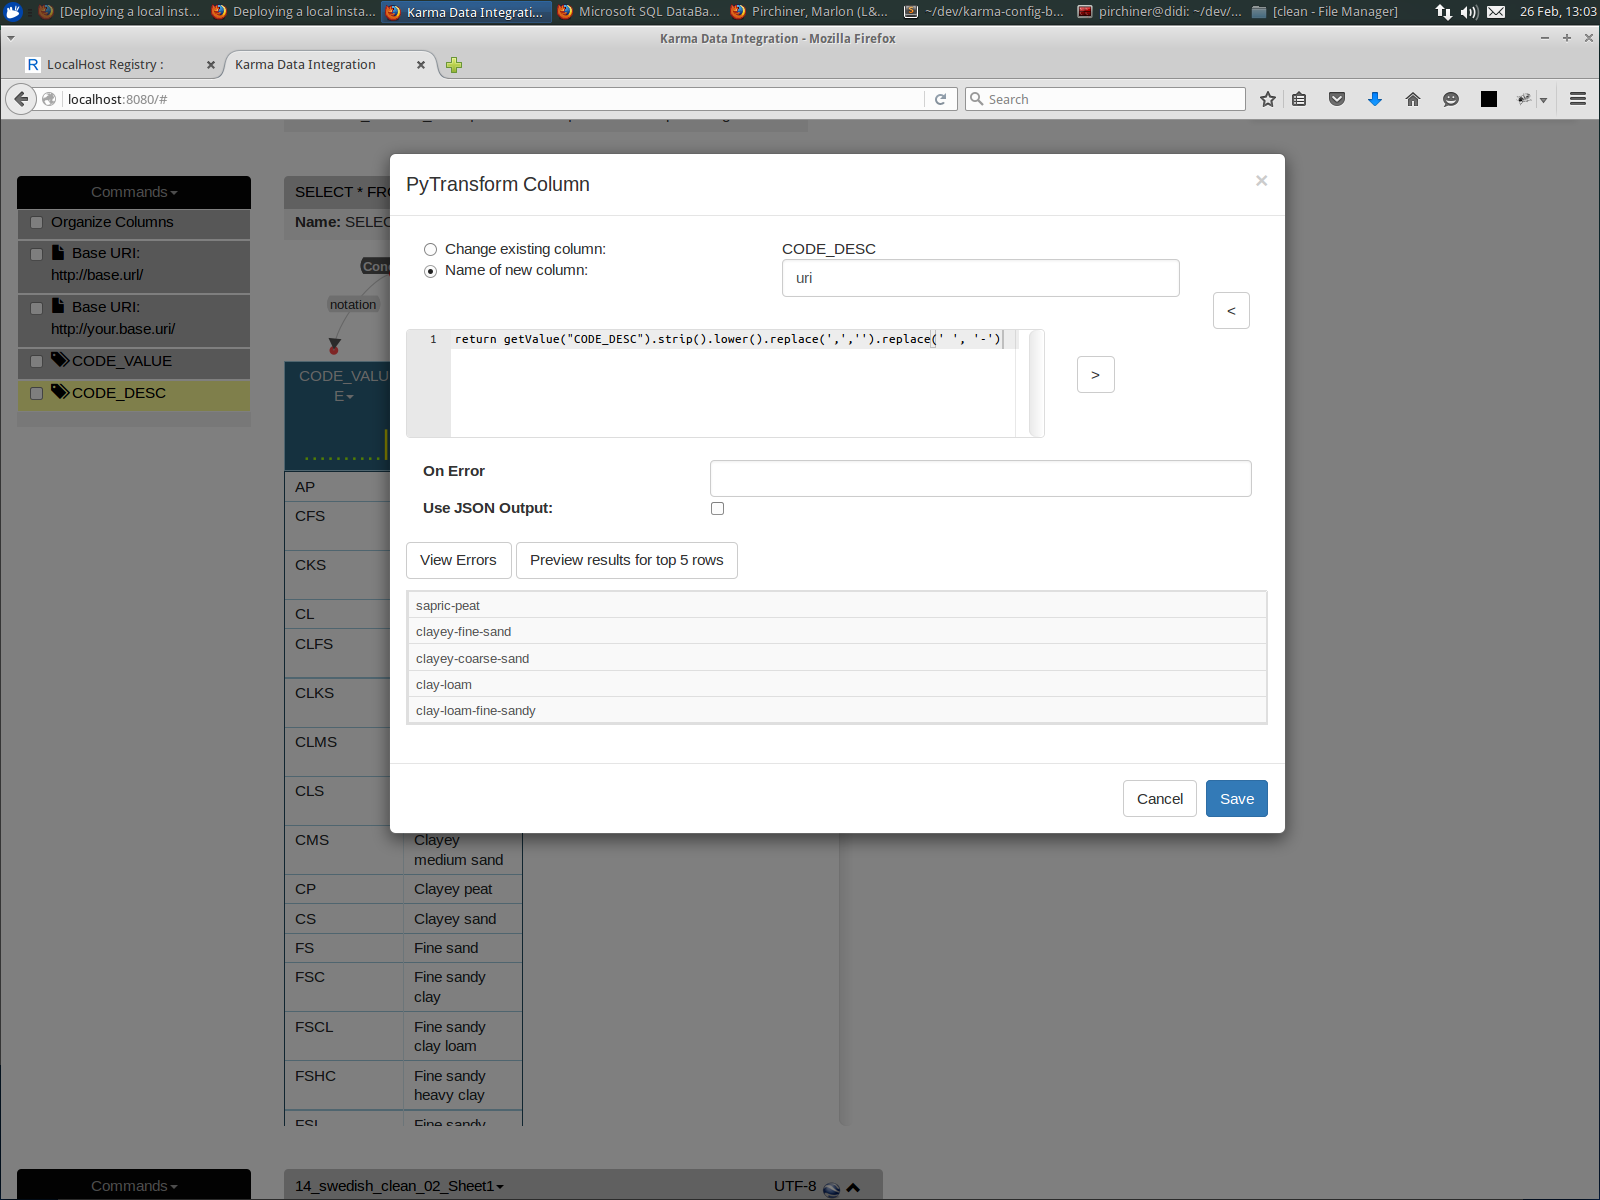 [Deploying a local inst... Deploying a local insta... Karma Data Integrati... Microsoft SQL DataBa... Pirchiner, Marlon (L&... ~/dev/karma-config-b... pirchiner@didi: ~/dev/... [clean - File Manager] 26 Feb, 13:03
Karma Data Integration - Mozilla Firefox
R LocalHost Registry : Karma Data Integration
localhost:8080/# Search
Commands
Organize Columns
Base URI:
http://base.url/
Base URI:
http://your.base.uri/
CODE_VALUE
CODE_DESC
SELECT * FR
Name: SELEC
Con
notation
CODE_VALU
E
PyTransform Column ×
Change existing column: CODE_DESC
Name of new column: uri
<
1 return getValue("CODE_DESC").strip().lower().replace(',','').replace(' ', '-')
>
On Error
Use JSON Output:
View Errors Preview results for top 5 rows
sapric-peat
clayey-fine-sand
clayey-coarse-sand
clay-loam
clay-loam-fine-sandy
Cancel Save
AP
CFS
CKS
CL
CLFS
CLKS
CLMS
CLS
CMS Clayey
medium sand
CP Clayey peat
CS Clayey sand
FS Fine sand
FSC Fine sandy
clay
FSCL Fine sandy
clay loam
FSHC Fine sandy
heavy clay
FSL Fine sandy
Commands
14_swedish_clean_02_Sheet1 UTF-8